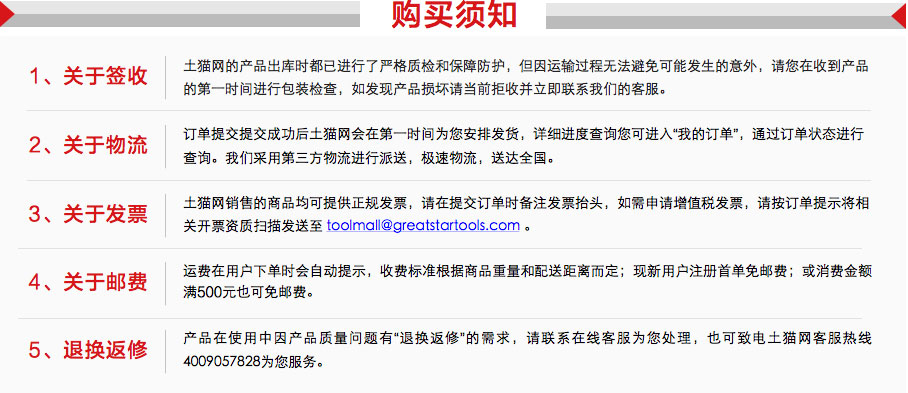 购买须知
1、关于签收
土猫网的产品出库时都已进行了严格质检和保障防护，但因运输过程无法避免可能发生的意外，请您在收到产品
的第一时间进行包装检查，如发现产品损坏请当前拒收并立即联系我们的客服。
2、关于物流
订单提交提交成功后土猫网会在第一时间为您安排发货，详细进度查询您可进入“我的订单”，通过订单状态进行
查询。我们采用第三方物流进行派送，极速物流，送达全国。
3、关于发票
土猫网销售的商品均可提供正规发票，请在提交订单时备注发票抬头，如需申请增值税发票，请按订单提示将相
关开票资质扫描发送至 toolmall@greatstartools.com 。
4、关于邮费
运费在用户下单时会自动提示，收费标准根据商品重量和配送距离而定；现新用户注册首单免邮费；或消费金额
满500元也可免邮费。
5、退换返修
产品在使用中因产品质量问题有“退换返修”的需求，请联系在线客服为您处理，也可致电土猫网客服热线
4009057828为您服务。